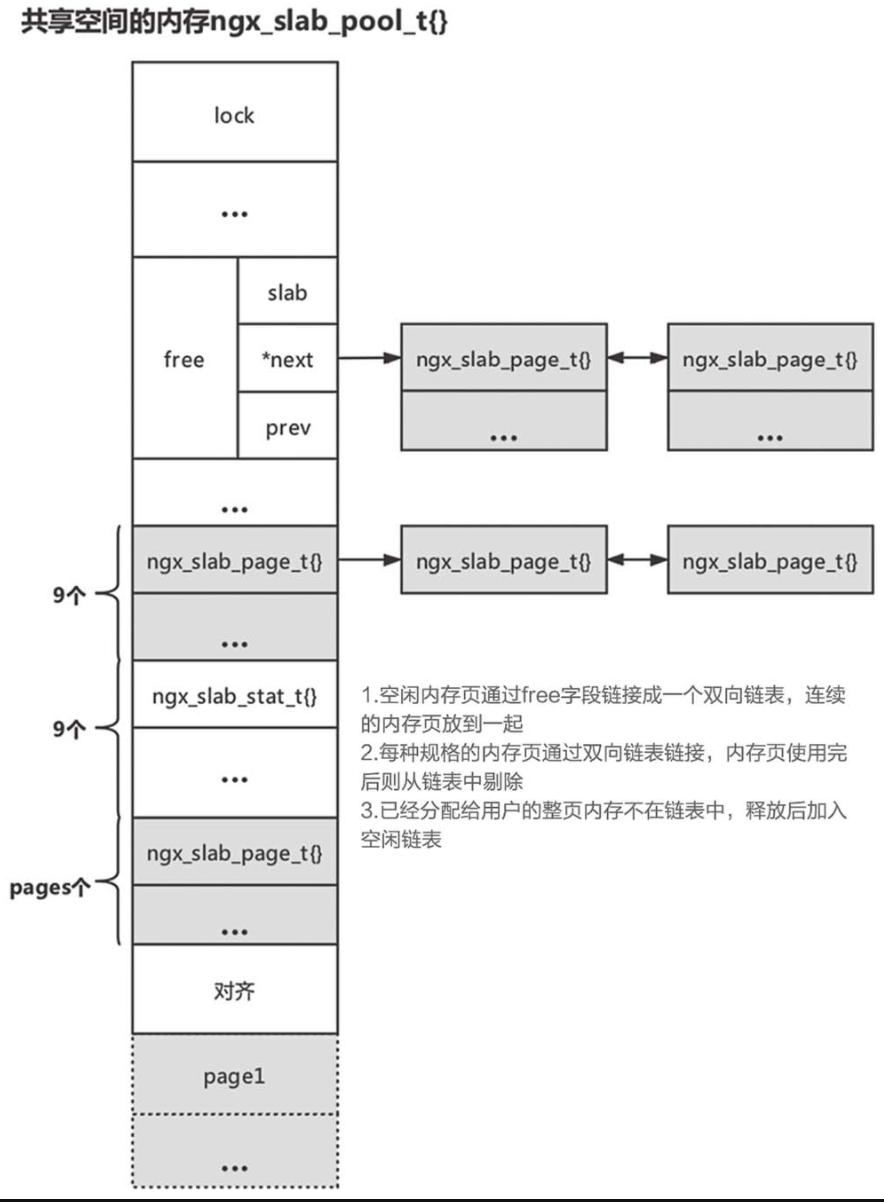 共享空间的内存ngx_slab_pool_t{}
lock
...
free
slab
*next
prev
ngx_slab_page_t{}
ngx_slab_page_t{}
...
...
...
9个
ngx_slab_page_t{}
ngx_slab_page_t{}
ngx_slab_page_t{}
...
9个
ngx_slab_stat_t{}
...
1.空闲内存页通过free字段链接成一个双向链表，连续
的内存页放到一起
2.每种规格的内存页通过双向链表链接，内存页使用完
后则从链表中剔除
3.已经分配给用户的整页内存不在链表中，释放后加入
空闲链表
pages个
ngx_slab_page_t{}
...
对齐
page1
...